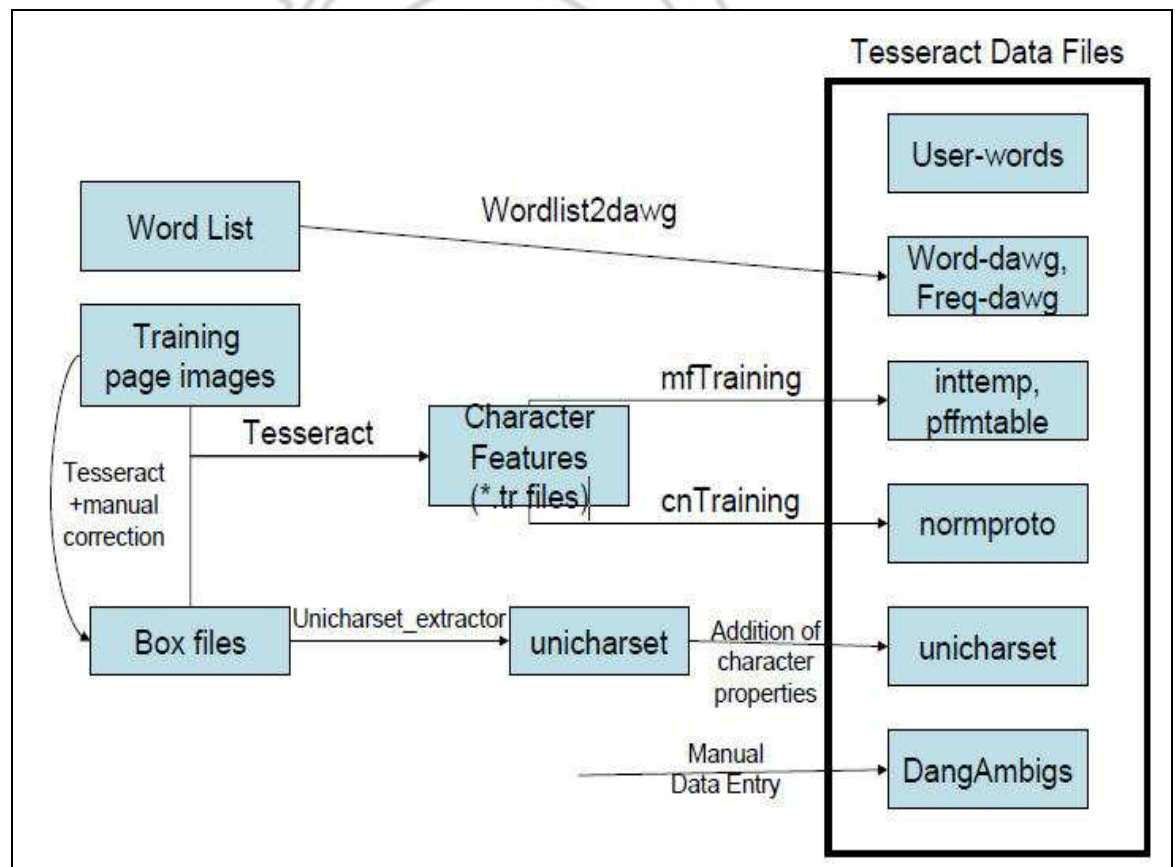 Tesseract Data Files
User-words
Word List
Wordlist2dawg
Word-dawg,
Freq-dawg
Training
page images
mfTraining
inttemp,
pffmtable
Tesseract
Character
Features
(*.tr files)
Tesseract
+manual
correction
cnTraining
normproto
Box files
Unicharset_extractor
unicharset
Addition of
character
properties
unicharset
Manual
Data Entry
DangAmbigs